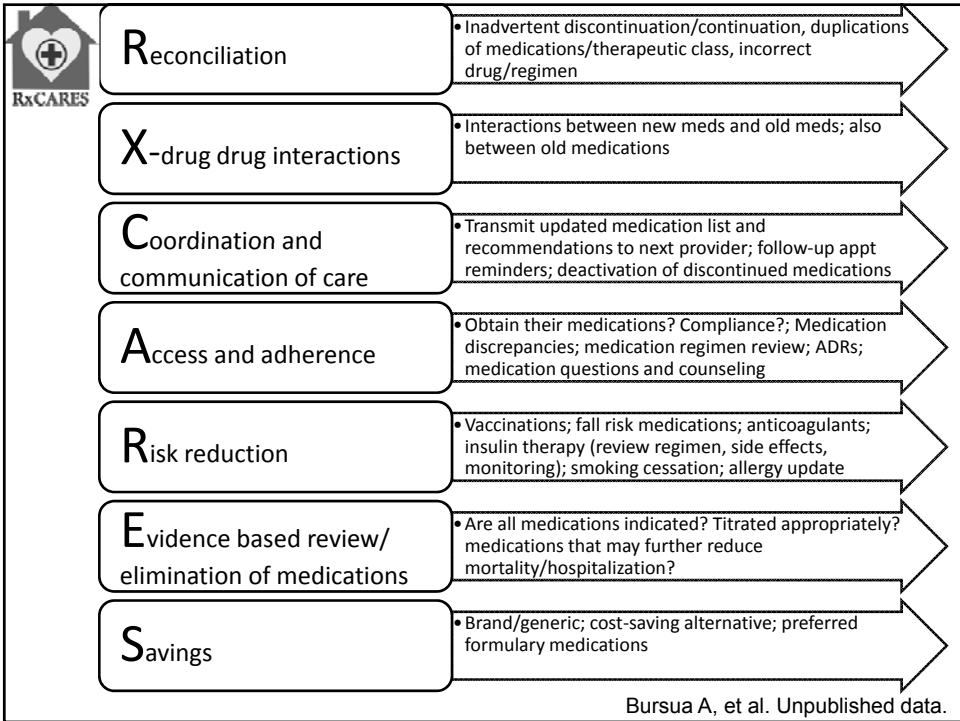 RxCARES
Reconciliation
• Inadvertent discontinuation/continuation, duplications
of medications/therapeutic class, incorrect
drug/regimen
X-drug drug interactions
• Interactions between new meds and old meds; also
between old medications
Coordination and
communication of care
• Transmit updated medication list and
recommendations to next provider; follow-up appt
reminders; deactivation of discontinued medications
Access and adherence
• Obtain their medications? Compliance?; Medication
discrepancies; medication regimen review; ADRs;
medication questions and counseling
Risk reduction
• Vaccinations; fall risk medications; anticoagulants;
insulin therapy (review regimen, side effects,
monitoring); smoking cessation; allergy update
Evidence based review/
elimination of medications
• Are all medications indicated? Titrated appropriately?
medications that may further reduce
mortality/hospitalization?
Savings
• Brand/generic; cost-saving alternative; preferred
formulary medications
Bursua A, et al. Unpublished data.